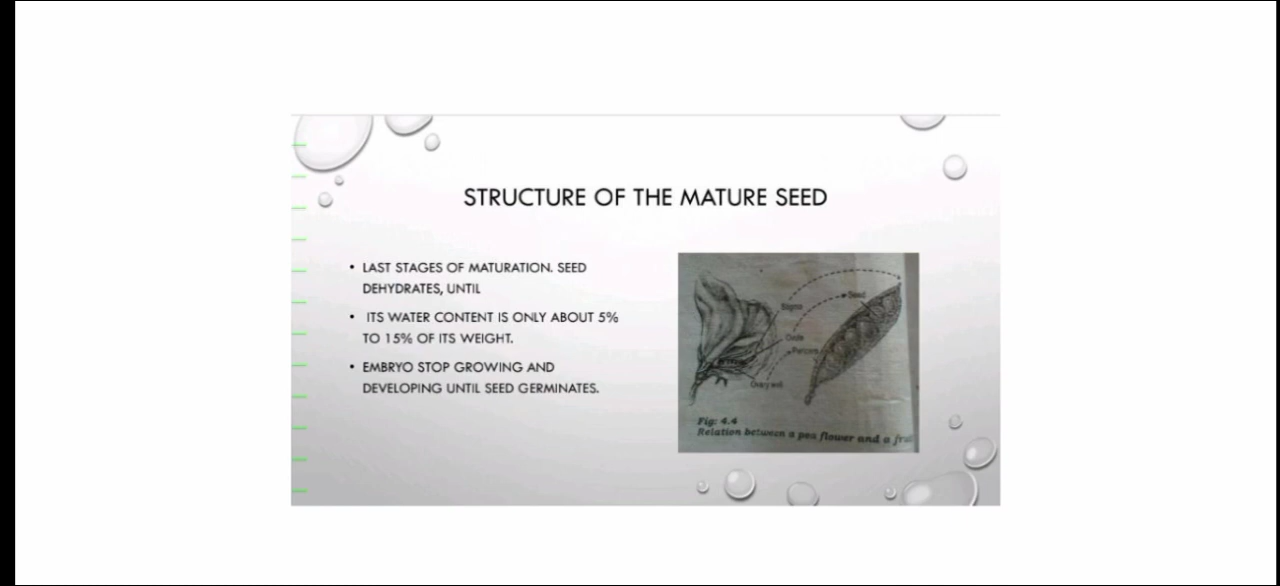 STRUCTURE OF THE MATURE SEED
• LAST STAGES OF MATURATION. SEED
DEHYDRATES, UNTIL
• ITS WATER CONTENT IS ONLY ABOUT 5%
TO 15% OF ITS WEIGHT.
• EMBRYO STOP GROWING AND
DEVELOPING UNTIL SEED GERMINATES.
Seed
Stigma
Ovule
Pericarp
Ovary wall
Fig: 4.4
Relation between a pea flower and a